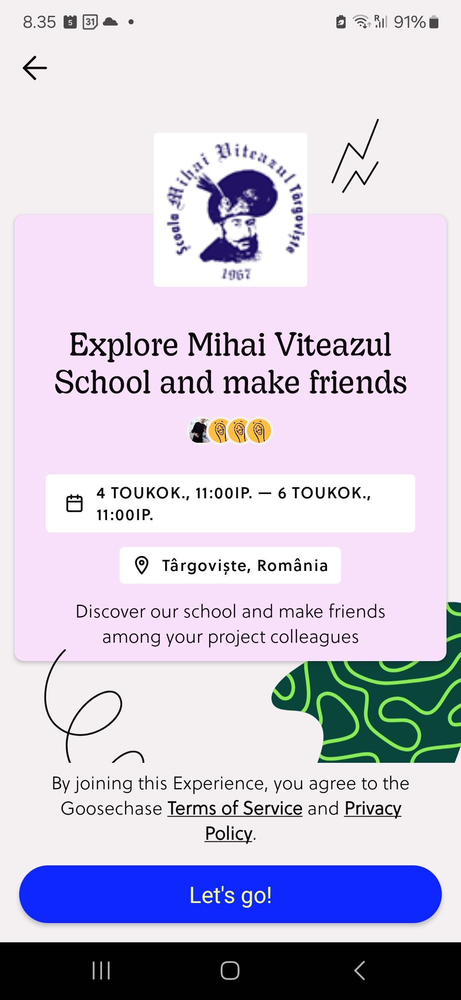 8.35
5
31
R
91%
Școala Mihai Viteazul Târgoviște
1967
Explore Mihai Viteazul
School and make friends
4 TOUKOK., 11:00IP. — 6 TOUKOK.,
11:00IP.
Târgoviște, România
Discover our school and make friends
among your project colleagues
By joining this Experience, you agree to the
Goosechase Terms of Service and Privacy
Policy.
Let's go!